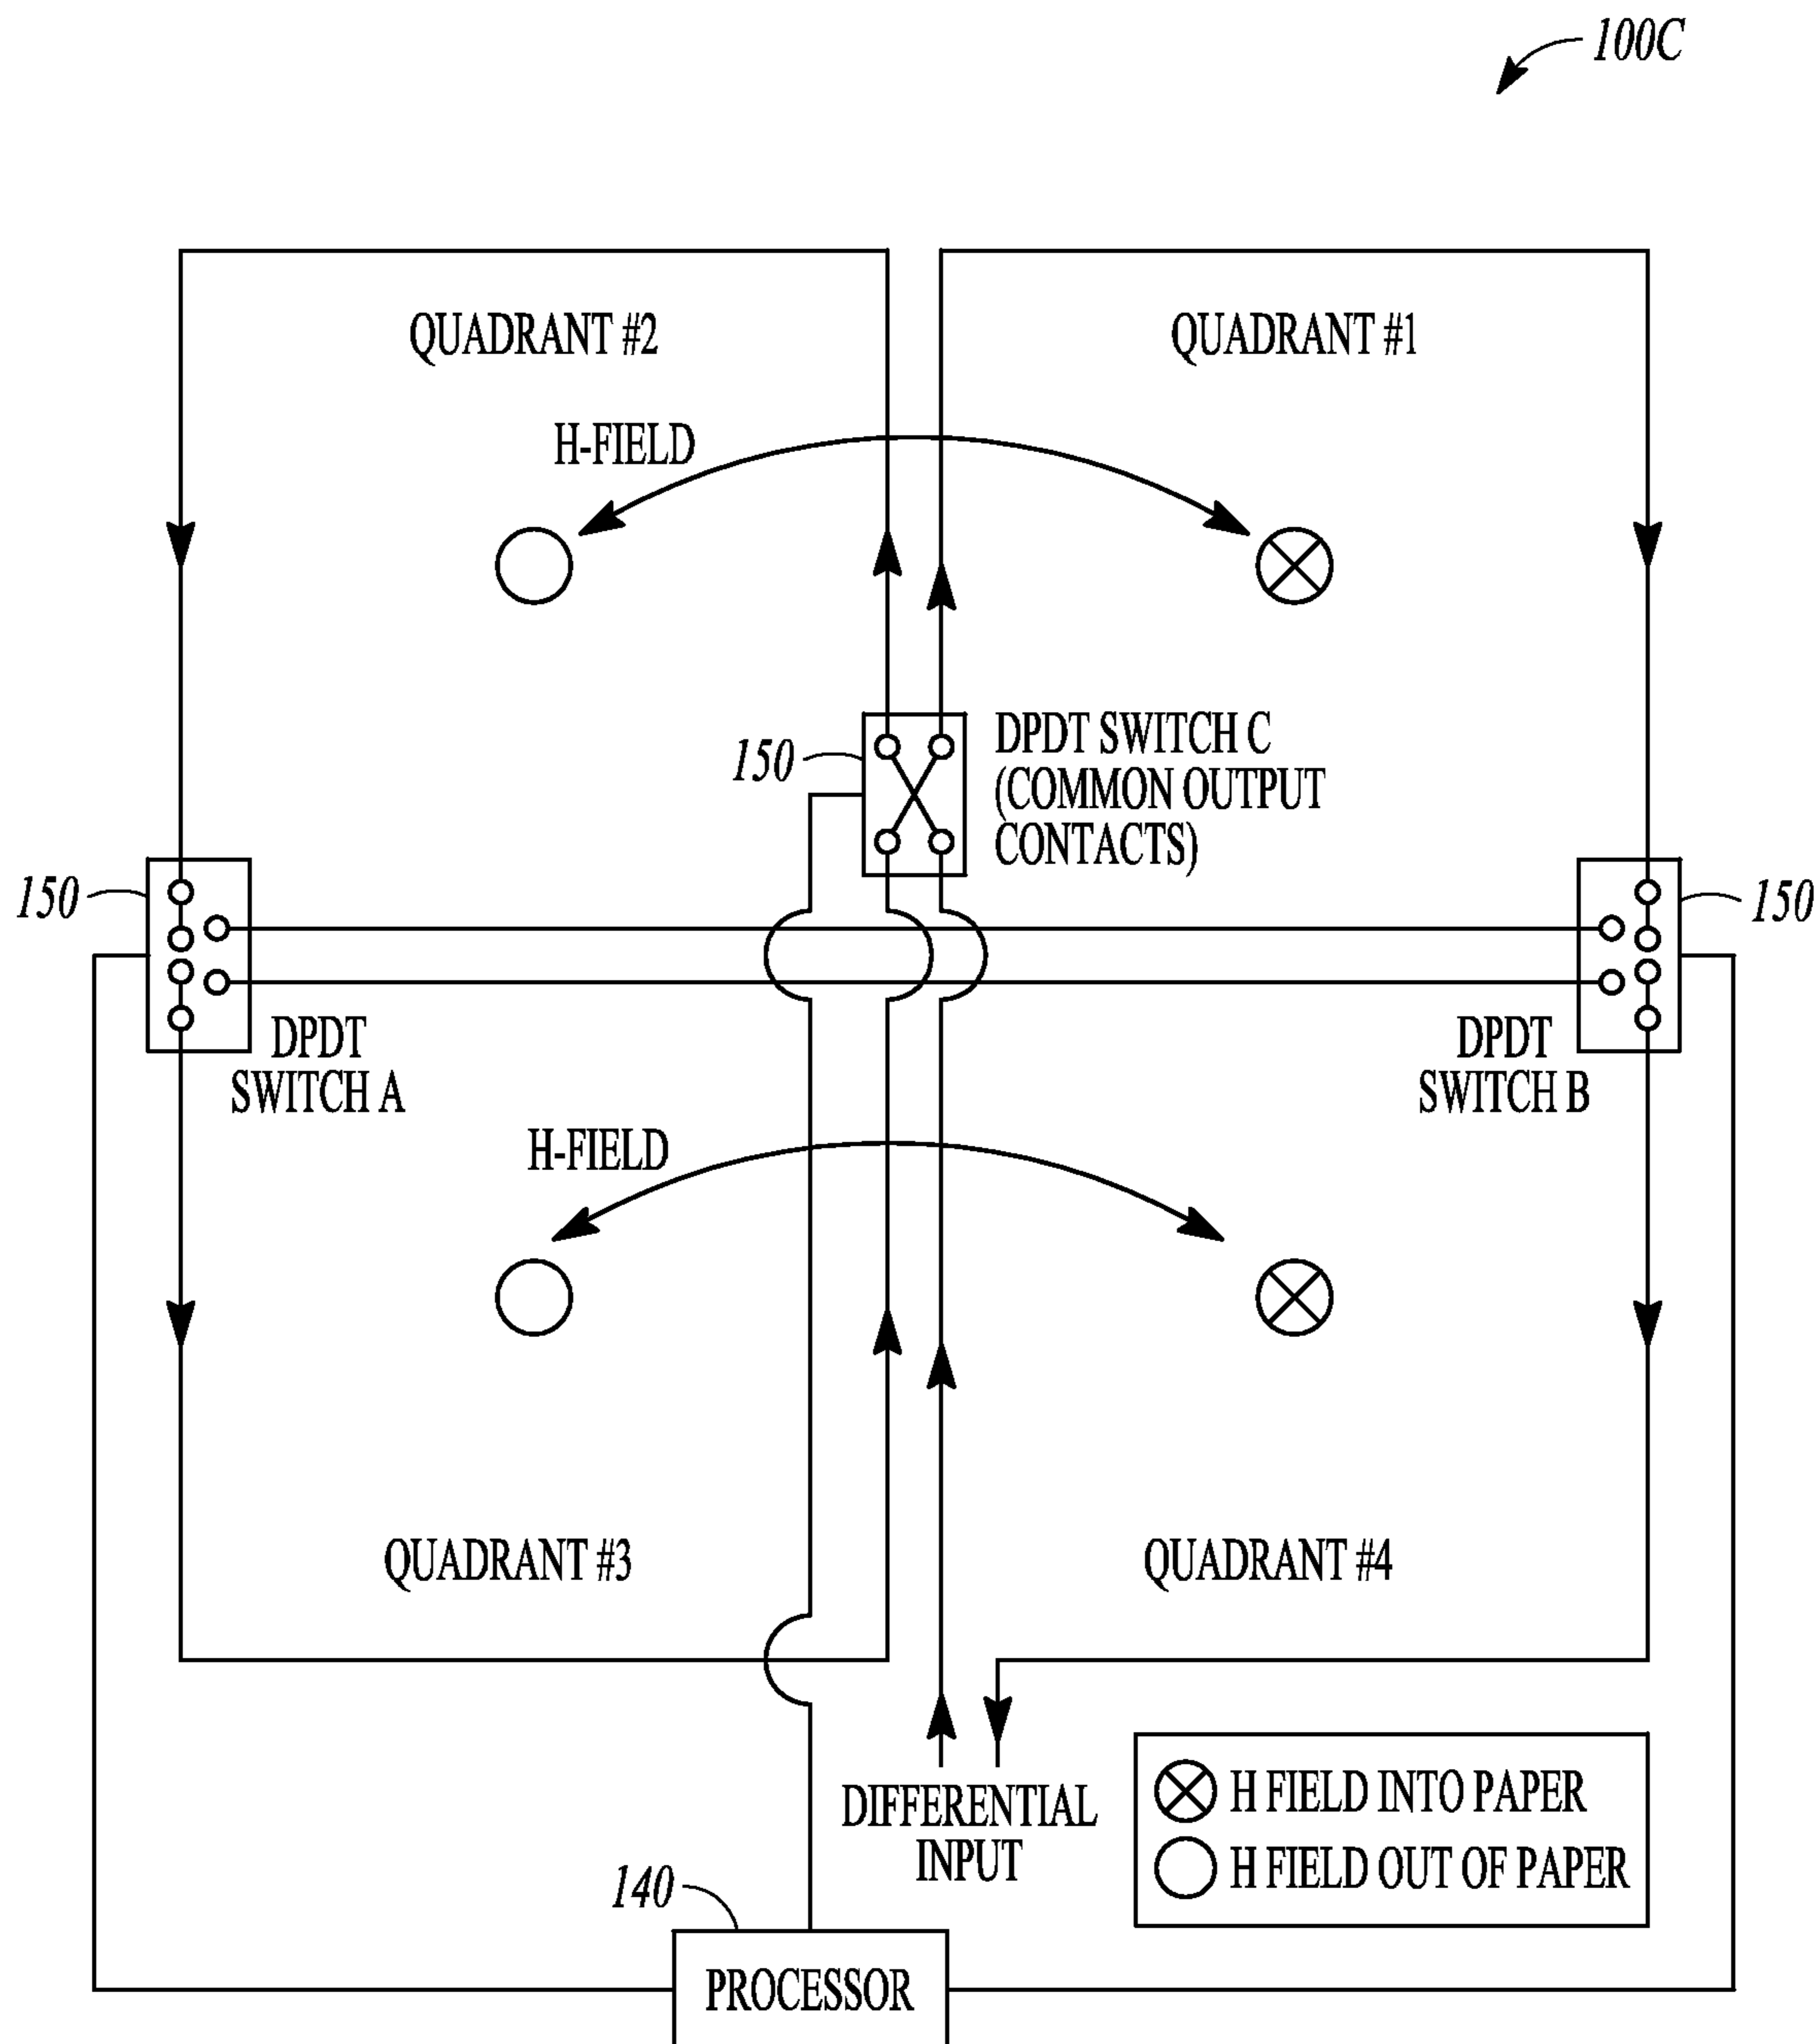 100C
QUADRANT #2
QUADRANT #1
H-FIELD
150
DPDT SWITCH C
(COMMON OUTPUT
CONTACTS)
150
150
DPDT
SWITCH A
DPDT
SWITCH B
H-FIELD
QUADRANT #3
QUADRANT #4
DIFFERENTIAL
INPUT
H FIELD INTO PAPER
H FIELD OUT OF PAPER
140
PROCESSOR